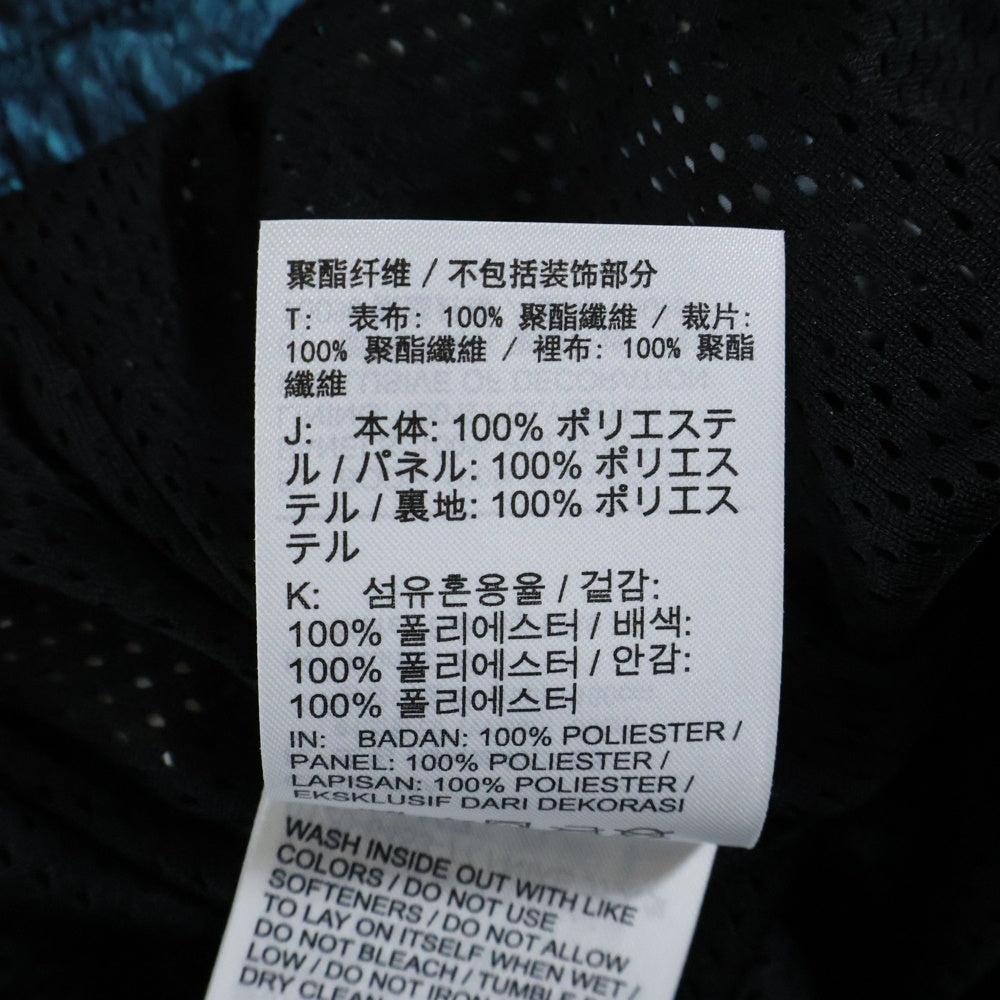 聚酯纤维 / 不包括装饰部分
T: 表布: 100% 聚酯纖維 / 裁片:
100% 聚酯纖維 / 裡布: 100% 聚酯
纖維
J: 本体: 100% ポリエステ
ル / パネル: 100% ポリエス
テル / 裏地: 100% ポリエス
テル
K: 섬유혼용율 / 겉감:
100% 폴리에스터 / 배색:
100% 폴리에스터 / 안감:
100% 폴리에스터
IN: BADAN: 100% POLIESTER /
PANEL: 100% POLIESTER /
LAPISAN: 100% POLIESTER /
EKSKLUSIF DARI DEKORASI
WASH INSIDE OUT WITH LIKE
COLORS / DO NOT USE
SOFTENERS / DO NOT ALLOW
TO LAY ON ITSELF WHEN WET /
DO NOT BLEACH / TUMBLE DRY
LOW / DO NOT IRON
DRY CLEAN